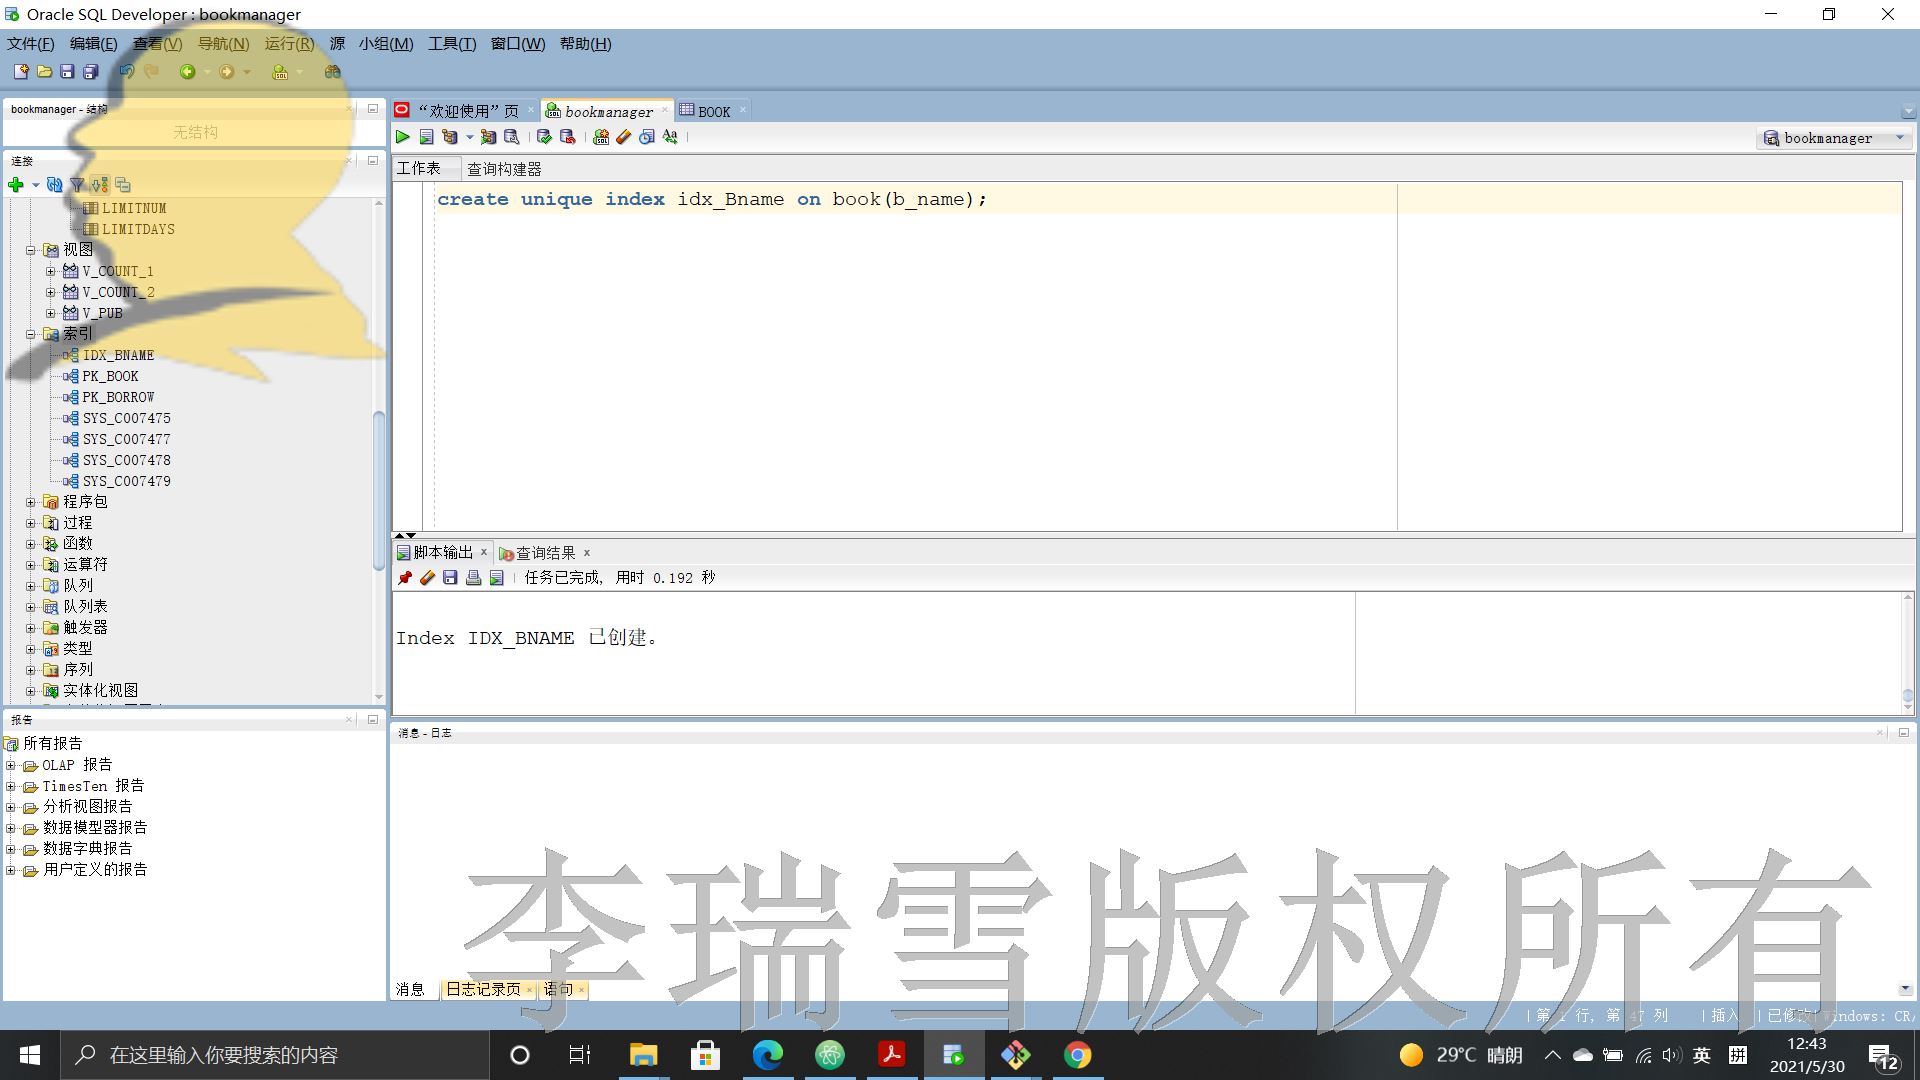 Oracle SQL Developer : bookmanager
文件(F) 编辑(E) 查看(V) 导航(N) 运行(R) 源 小组(M) 工具(T) 窗口(W) 帮助(H)
bookmanager - 结构
无结构
连接
LIMITNUM
LIMITDAYS
视图
V_COUNT_1
V_COUNT_2
V_PUB
索引
IDX_BNAME
PK_BOOK
PK_BORROW
SYS_C007475
SYS_C007477
SYS_C007478
SYS_C007479
程序包
过程
函数
运算符
队列
队列表
触发器
类型
序列
实体化视图
报告
所有报告
OLAP 报告
TimesTen 报告
分析视图报告
数据模型器报告
数据字典报告
用户定义的报告
“欢迎使用”页 bookmanager BOOK
bookmanager
工作表 查询构建器
create unique index idx_Bname on book(b_name);
脚本输出 查询结果
任务已完成, 用时 0.192 秒
Index IDX_BNAME 已创建。
消息 - 日志
李瑞雪版权所有
消息 日志记录页 语句
第 行, 第 47 列 插入 已修改 Windows: CR/
在这里输入你要搜索的内容
29℃ 晴朗
英 拼
12:43
2021/5/30
12